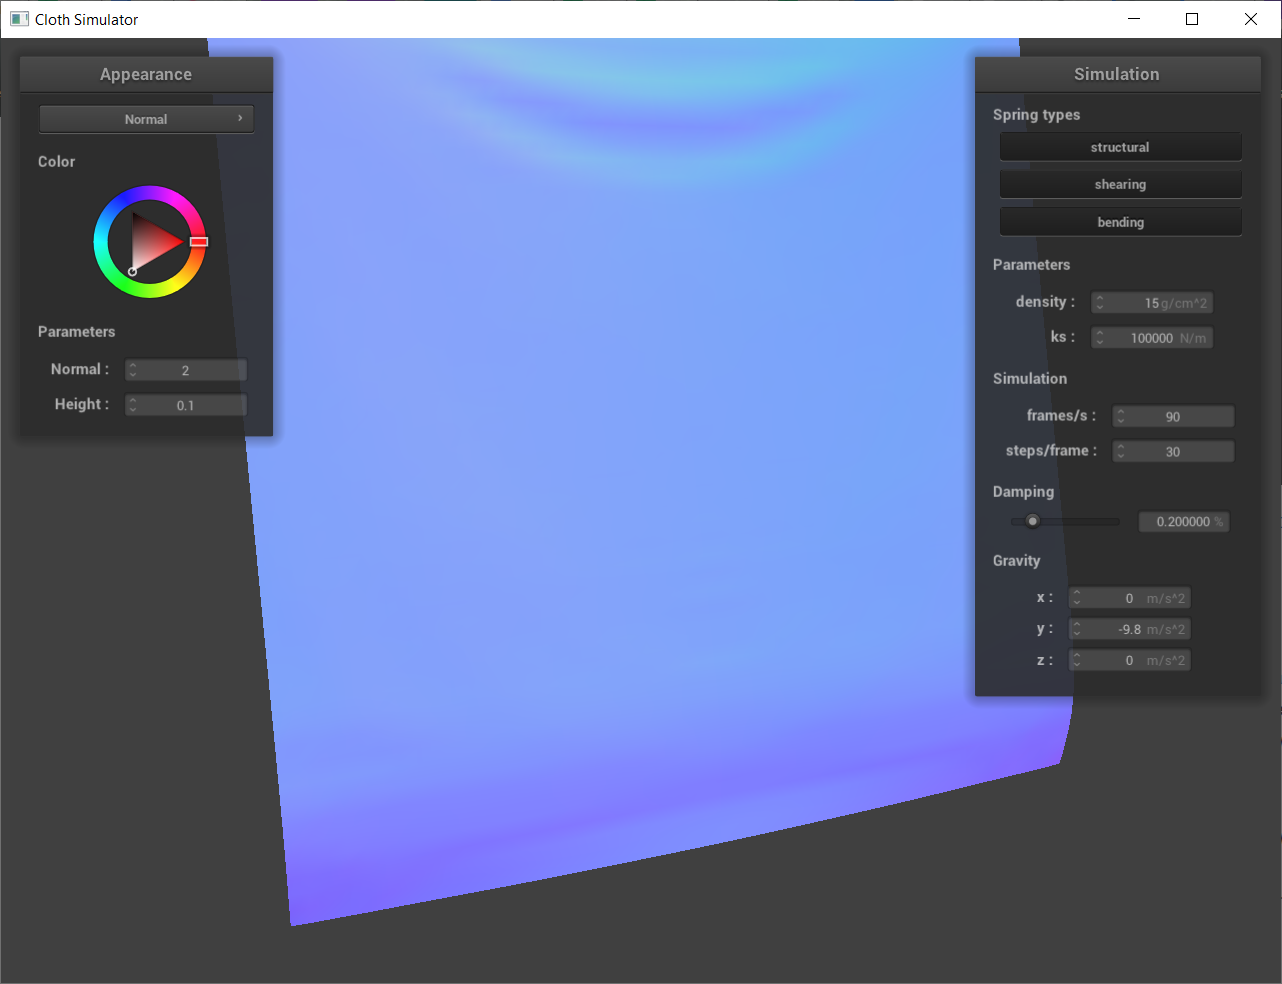 Cloth Simulator
Appearance
Normal
Color
Parameters
Normal : 2
Height : 0.1
Simulation
Spring types
structural
shearing
bending
Parameters
density : 15 g/cm^2
ks : 100000 N/m
Simulation
frames/s : 90
steps/frame : 30
Damping
0.200000 %
Gravity
x : 0 m/s^2
y : -9.8 m/s^2
z : 0 m/s^2